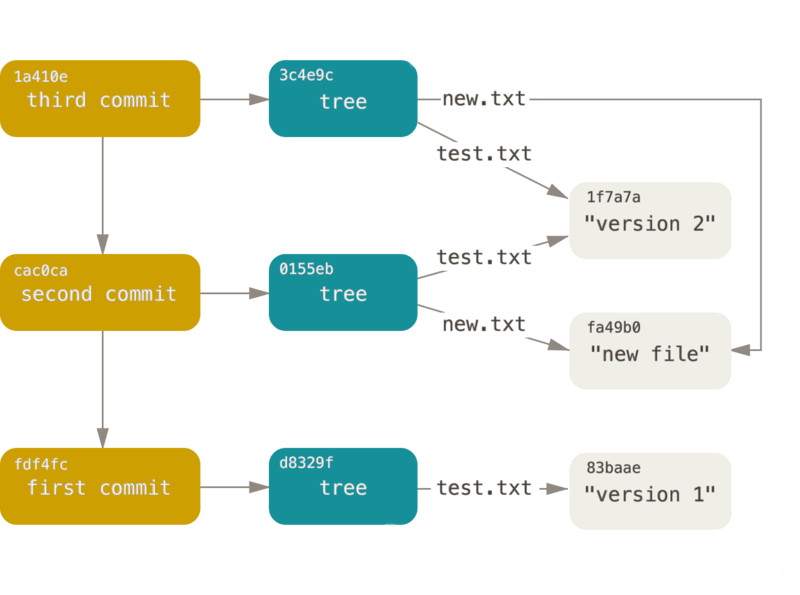 1a410e
third commit
3c4e9c
tree
new.txt
test.txt
1f7a7a
"version 2"
cac0ca
second commit
0155eb
tree
test.txt
new.txt
fa49b0
"new file"
fdf4fc
first commit
d8329f
tree
test.txt
83baae
"version 1"